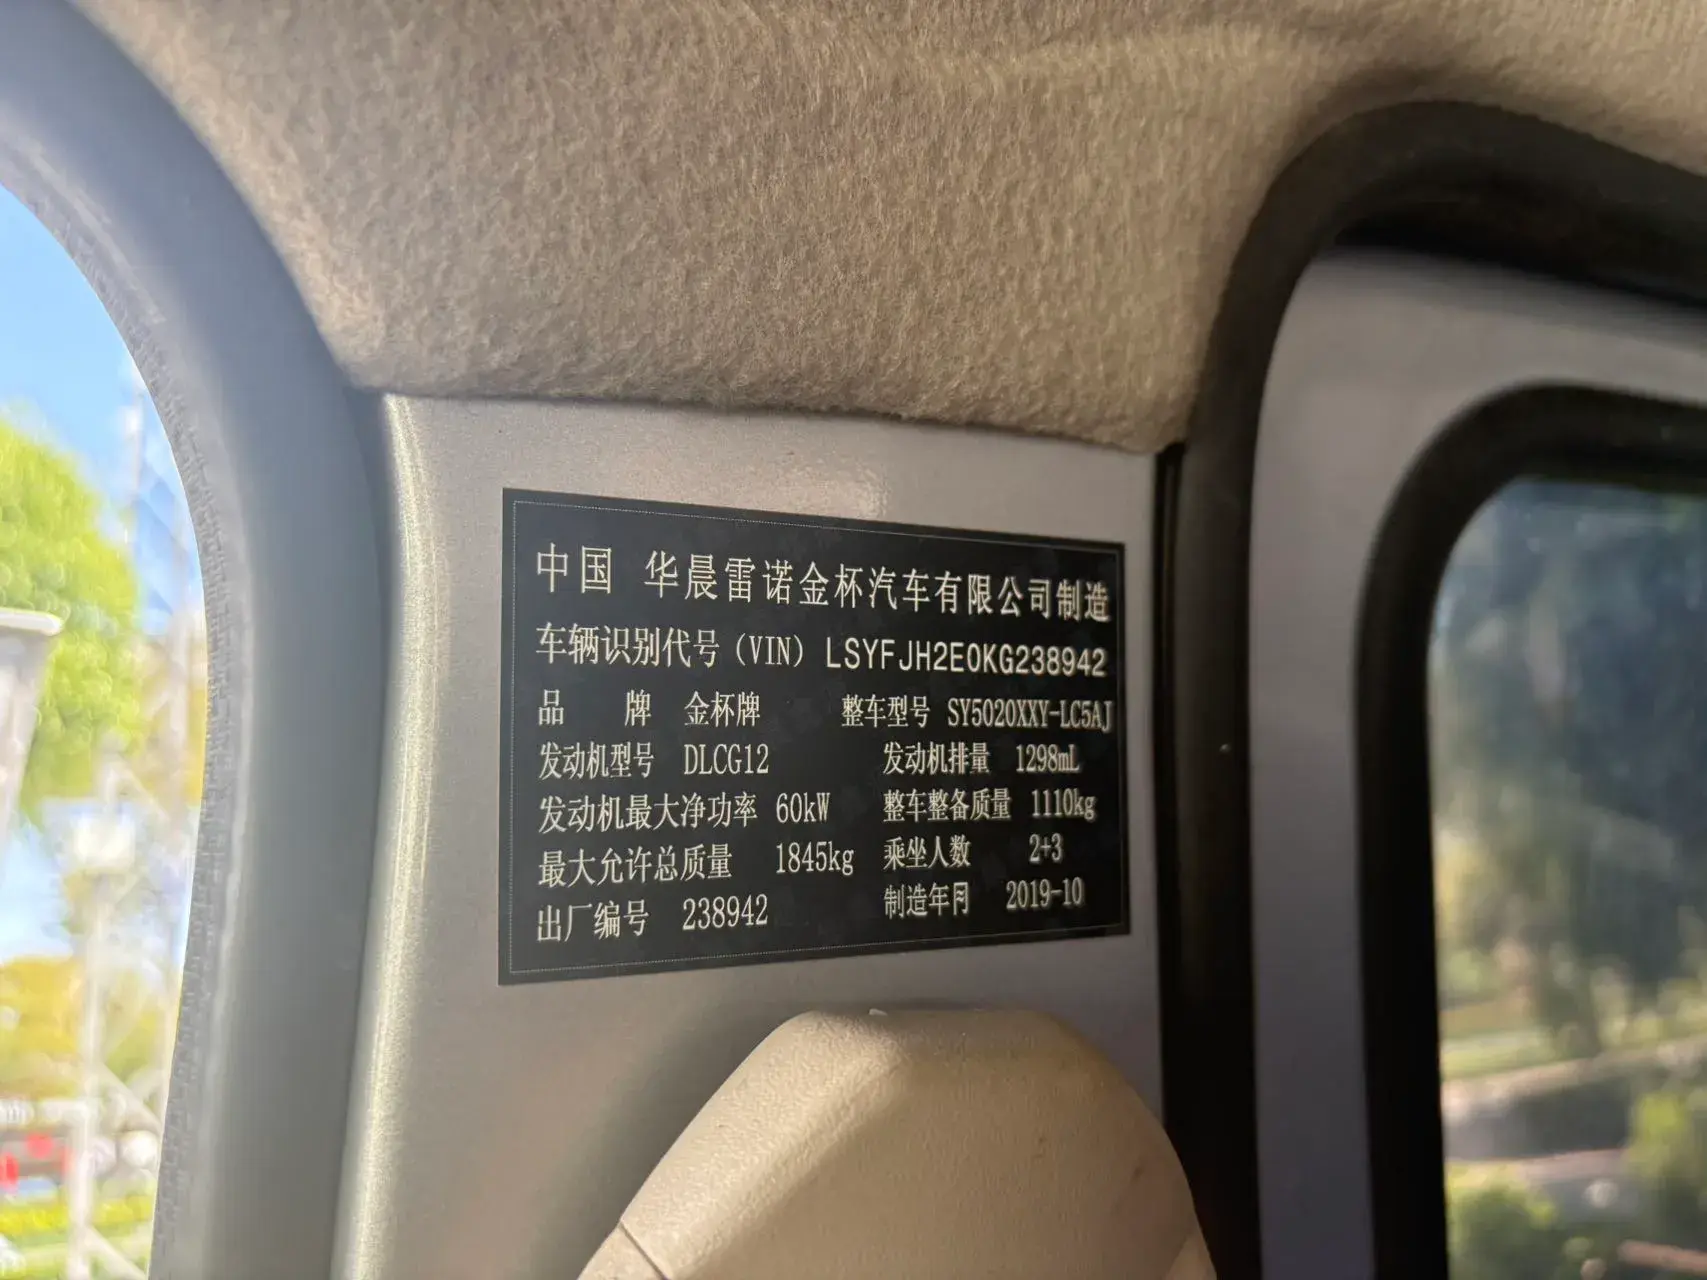 中国 华晨雷诺金杯汽车有限公司制造
车辆识别代号(VIN) LSYFJH2E0KG238942
品 牌 金杯牌 整车型号 SY5020XXY-LC5AJ
发动机型号 DLCG12 发动机排量 1298mL
发动机最大净功率 60kW 整车整备质量 1110kg
最大允许总质量 1845kg 乘坐人数 2+3
出厂编号 238942 制造年月 2019-10